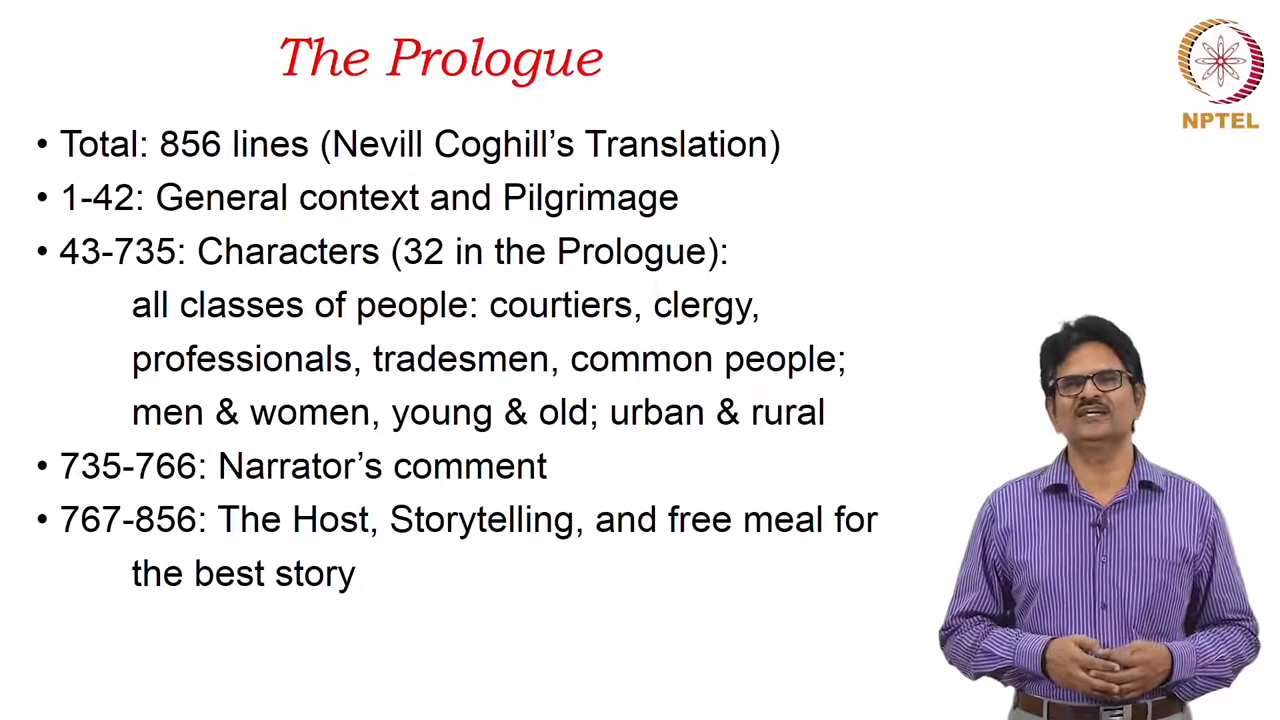 The Prologue
NPTEL
• Total: 856 lines (Nevill Coghill’s Translation)
• 1-42: General context and Pilgrimage
• 43-735: Characters (32 in the Prologue):
all classes of people: courtiers, clergy,
professionals, tradesmen, common people;
men & women, young & old; urban & rural
• 735-766: Narrator’s comment
• 767-856: The Host, Storytelling, and free meal for
the best story